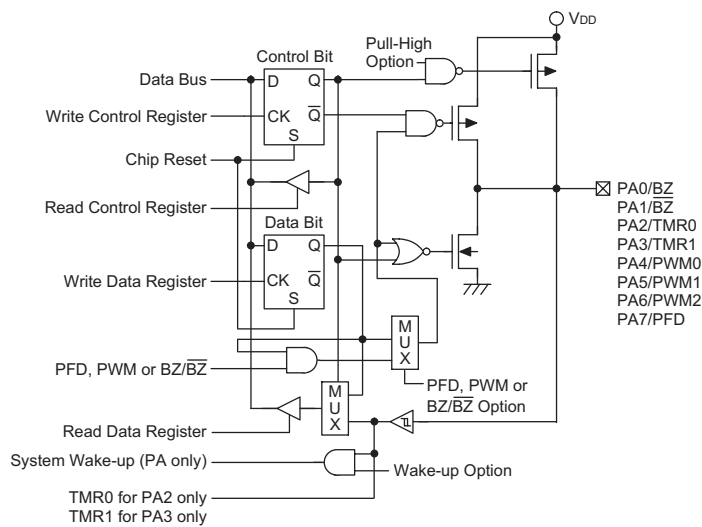 VDD
Control Bit
Pull-High
Option
Data Bus
D
Q
Write Control Register
CK
Q̅
S
Chip Reset
Read Control Register
Data Bit
D
Q
Write Data Register
CK
Q̅
S
PA0/BZ
PA1/B̅Z̅
PA2/TMR0
PA3/TMR1
PA4/PWM0
PA5/PWM1
PA6/PWM2
PA7/PFD
M
U
X
PFD, PWM or BZ/B̅Z̅
PFD, PWM or
BZ/B̅Z̅ Option
M
U
X
Read Data Register
System Wake-up (PA only)
Wake-up Option
TMR0 for PA2 only
TMR1 for PA3 only